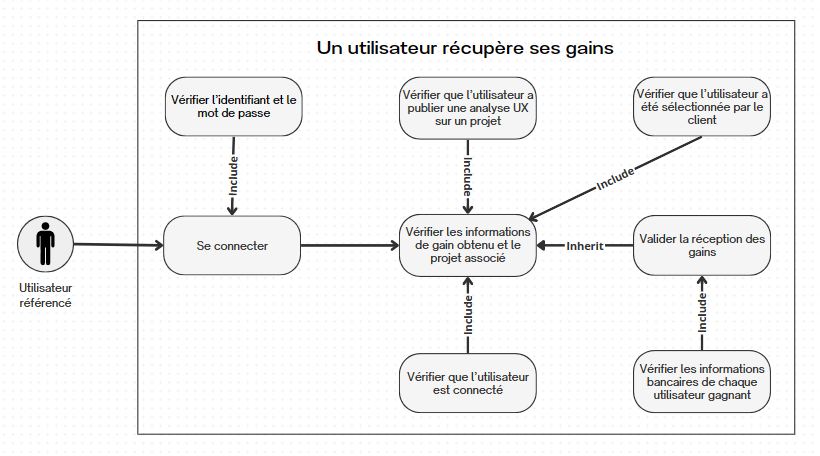 Un utilisateur récupère ses gains
Vérifier l'identifiant et le
mot de passe
Vérifier que l'utilisateur a
publier une analyse UX
sur un projet
Vérifier que l'utilisateur a
été sélectionnée par le
client
Include
Include
Include
Utilisateur
référencé
Se connecter
Vérifier les informations
de gain obtenu et le
projet associé
Inherit
Valider la réception des
gains
Include
Include
Vérifier que l'utilisateur
est connecté
Vérifier les informations
bancaires de chaque
utilisateur gagnant